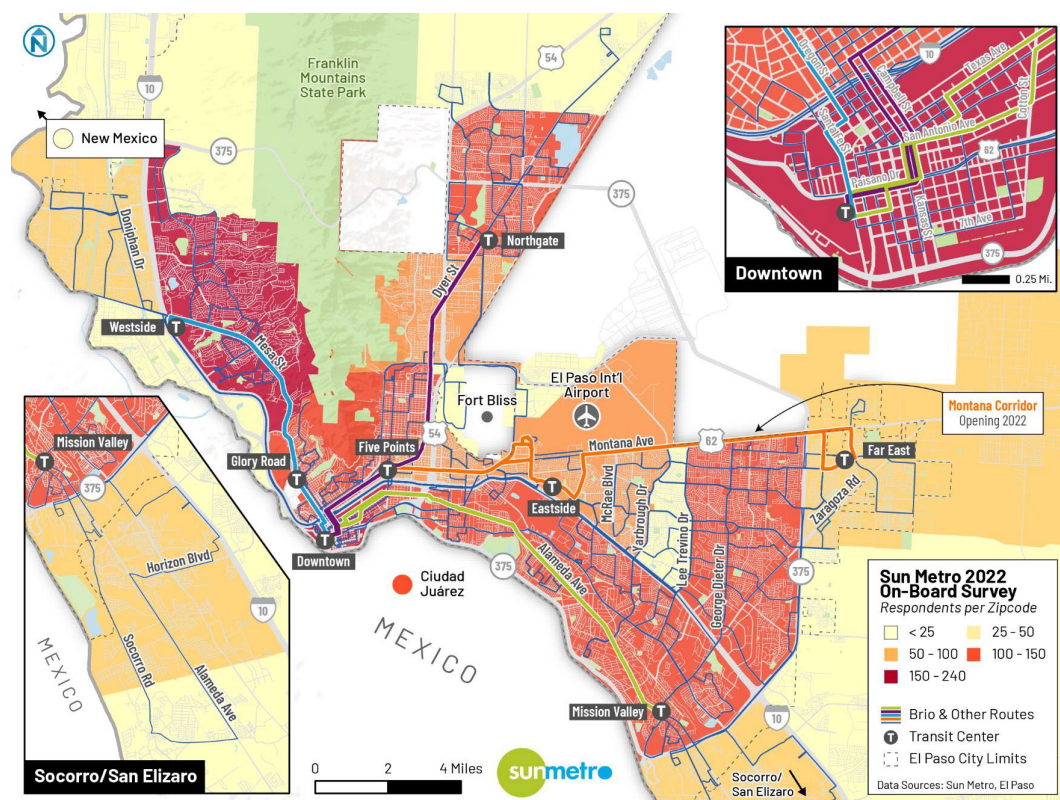 N
Franklin
Mountains
State Park
54
10
New Mexico
375
375
Doniphan Dr
Northgate
Dyer St
Westside
Mesa St
Fort Bliss
El Paso Int'l
Airport
Montana Ave
62
Montana Corridor
Opening 2022
Five Points
54
Far East
Glory Road
Eastside
McRae Blvd
Yarbrough Dr
Lee Trevino Dr
George Dieter Dr
Zaragoza Rd
375
Downtown
375
Alameda Ave
Ciudad
Juárez
MEXICO
Mission Valley
10
Socorro/
San Elizaro
0 2 4 Miles
sunmetro
Oregon St
Santa Fe St
Campbell St
10
Texas Ave
Cotton St
San Antonio Ave
62
Paisano Dr
Kansas St
7th Ave
375
T
Downtown
0.25 Mi.
Mission Valley
T
375
Horizon Blvd
10
Socorro Rd
Alameda Ave
MEXICO
Socorro/San Elizaro
Sun Metro 2022
On-Board Survey
Respondents per Zipcode
< 25 25 - 50
50 - 100 100 - 150
150 - 240
Brio & Other Routes
T Transit Center
El Paso City Limits
Data Sources: Sun Metro, El Paso